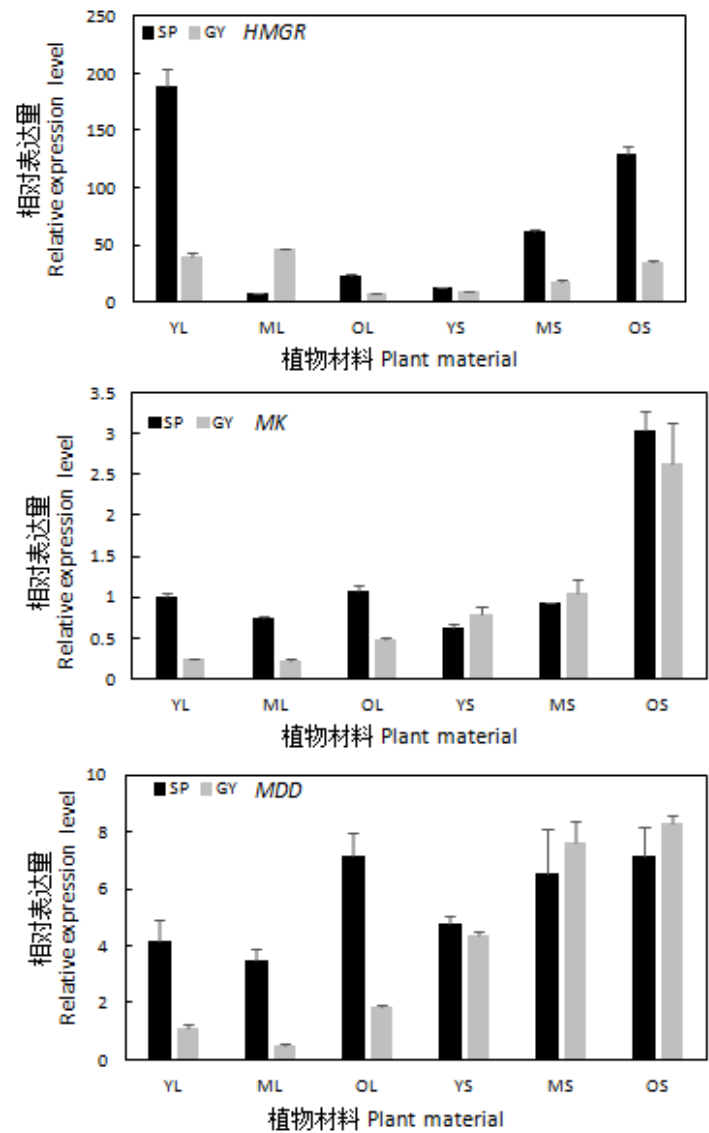 250
SP GY HMGR
200
150
100
50
0
相对表达量
Relative expression level
YL ML OL YS MS OS
植物材料 Plant material
3.5
SP GY MK
3
2.5
2
1.5
1
0.5
0
相对表达量
Relative expression level
YL ML OL YS MS OS
植物材料 Plant material
10
SP GY MDD
8
6
4
2
0
相对表达量
Relative expression level
YL ML OL YS MS OS
植物材料 Plant material